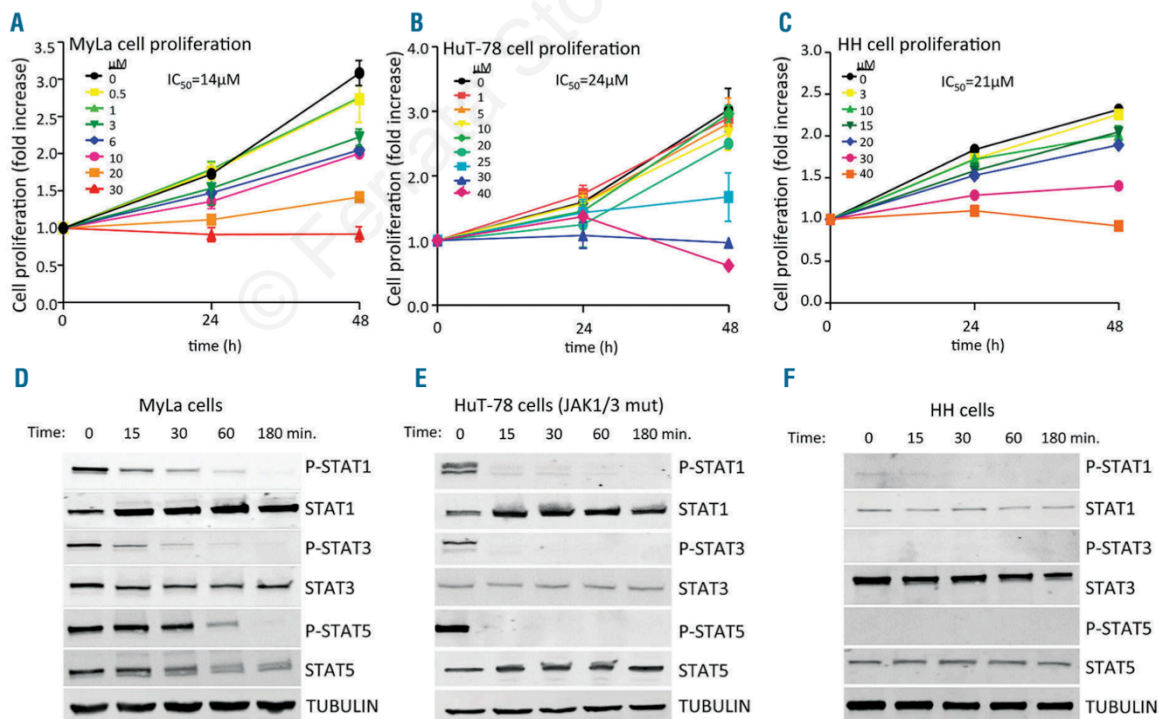 A
MyLa cell proliferation
IC50=14µM
µM
0
0.5
1
3
6
10
20
30
Cell proliferation (fold increase)
3.5
3.0
2.5
2.0
1.5
1.0
0.5
0.0
0 24 48
time (h)
B
HuT-78 cell proliferation
IC50=24µM
µM
0
1
5
10
20
20
25
30
40
Cell proliferation (fold increase)
4.0
3.0
2.0
1.0
0.0
0 24 48
time (h)
C
HH cell proliferation
IC50=21µM
µM
0
3
10
15
20
30
40
Cell proliferation (fold increase)
3.0
2.5
2.0
1.5
1.0
0.5
0.0
0 24 48
time (h)
D
MyLa cells
Time: 0 15 30 60 180 min.
P-STAT1
STAT1
P-STAT3
STAT3
P-STAT5
STAT5
TUBULIN
E
HuT-78 cells (JAK1/3 mut)
Time: 0 15 30 60 180 min.
P-STAT1
STAT1
P-STAT3
STAT3
P-STAT5
STAT5
TUBULIN
F
HH cells
Time: 0 15 30 60 180 min.
P-STAT1
STAT1
P-STAT3
STAT3
P-STAT5
STAT5
TUBULIN